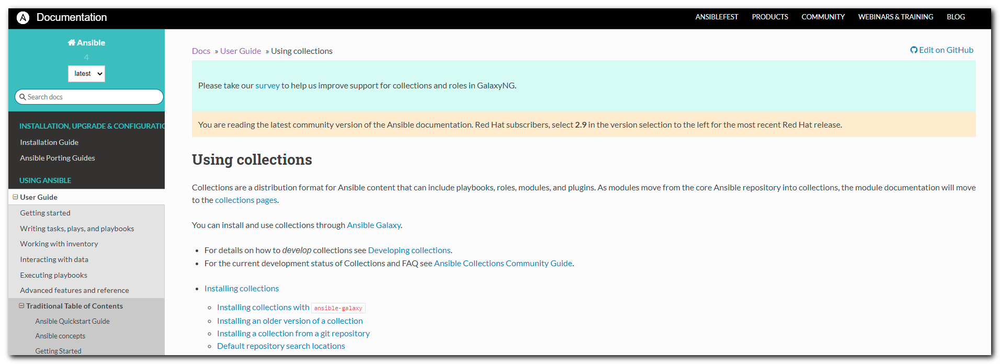 Documentation
ANSIBLEFEST PRODUCTS COMMUNITY WEBINARS & TRAINING BLOG
Ansible
4
latest
Search docs
INSTALLATION, UPGRADE & CONFIGURATIO
Installation Guide
Ansible Porting Guides
USING ANSIBLE
User Guide
Getting started
Writing tasks, plays, and playbooks
Working with inventory
Interacting with data
Executing playbooks
Advanced features and reference
Traditional Table of Contents
Ansible Quickstart Guide
Ansible concepts
Getting Started
Docs » User Guide » Using collections
Edit on GitHub
Please take our survey to help us improve support for collections and roles in GalaxyNG.
You are reading the latest community version of the Ansible documentation. Red Hat subscribers, select 2.9 in the version selection to the left for the most recent Red Hat release.
Using collections
Collections are a distribution format for Ansible content that can include playbooks, roles, modules, and plugins. As modules move from the core Ansible repository into collections, the module documentation will move
to the collections pages.
You can install and use collections through Ansible Galaxy.
• For details on how to develop collections see Developing collections.
• For the current development status of Collections and FAQ see Ansible Collections Community Guide.
• Installing collections
◦ Installing collections with ansible-galaxy
◦ Installing an older version of a collection
◦ Installing a collection from a git repository
◦ Default repository search locations